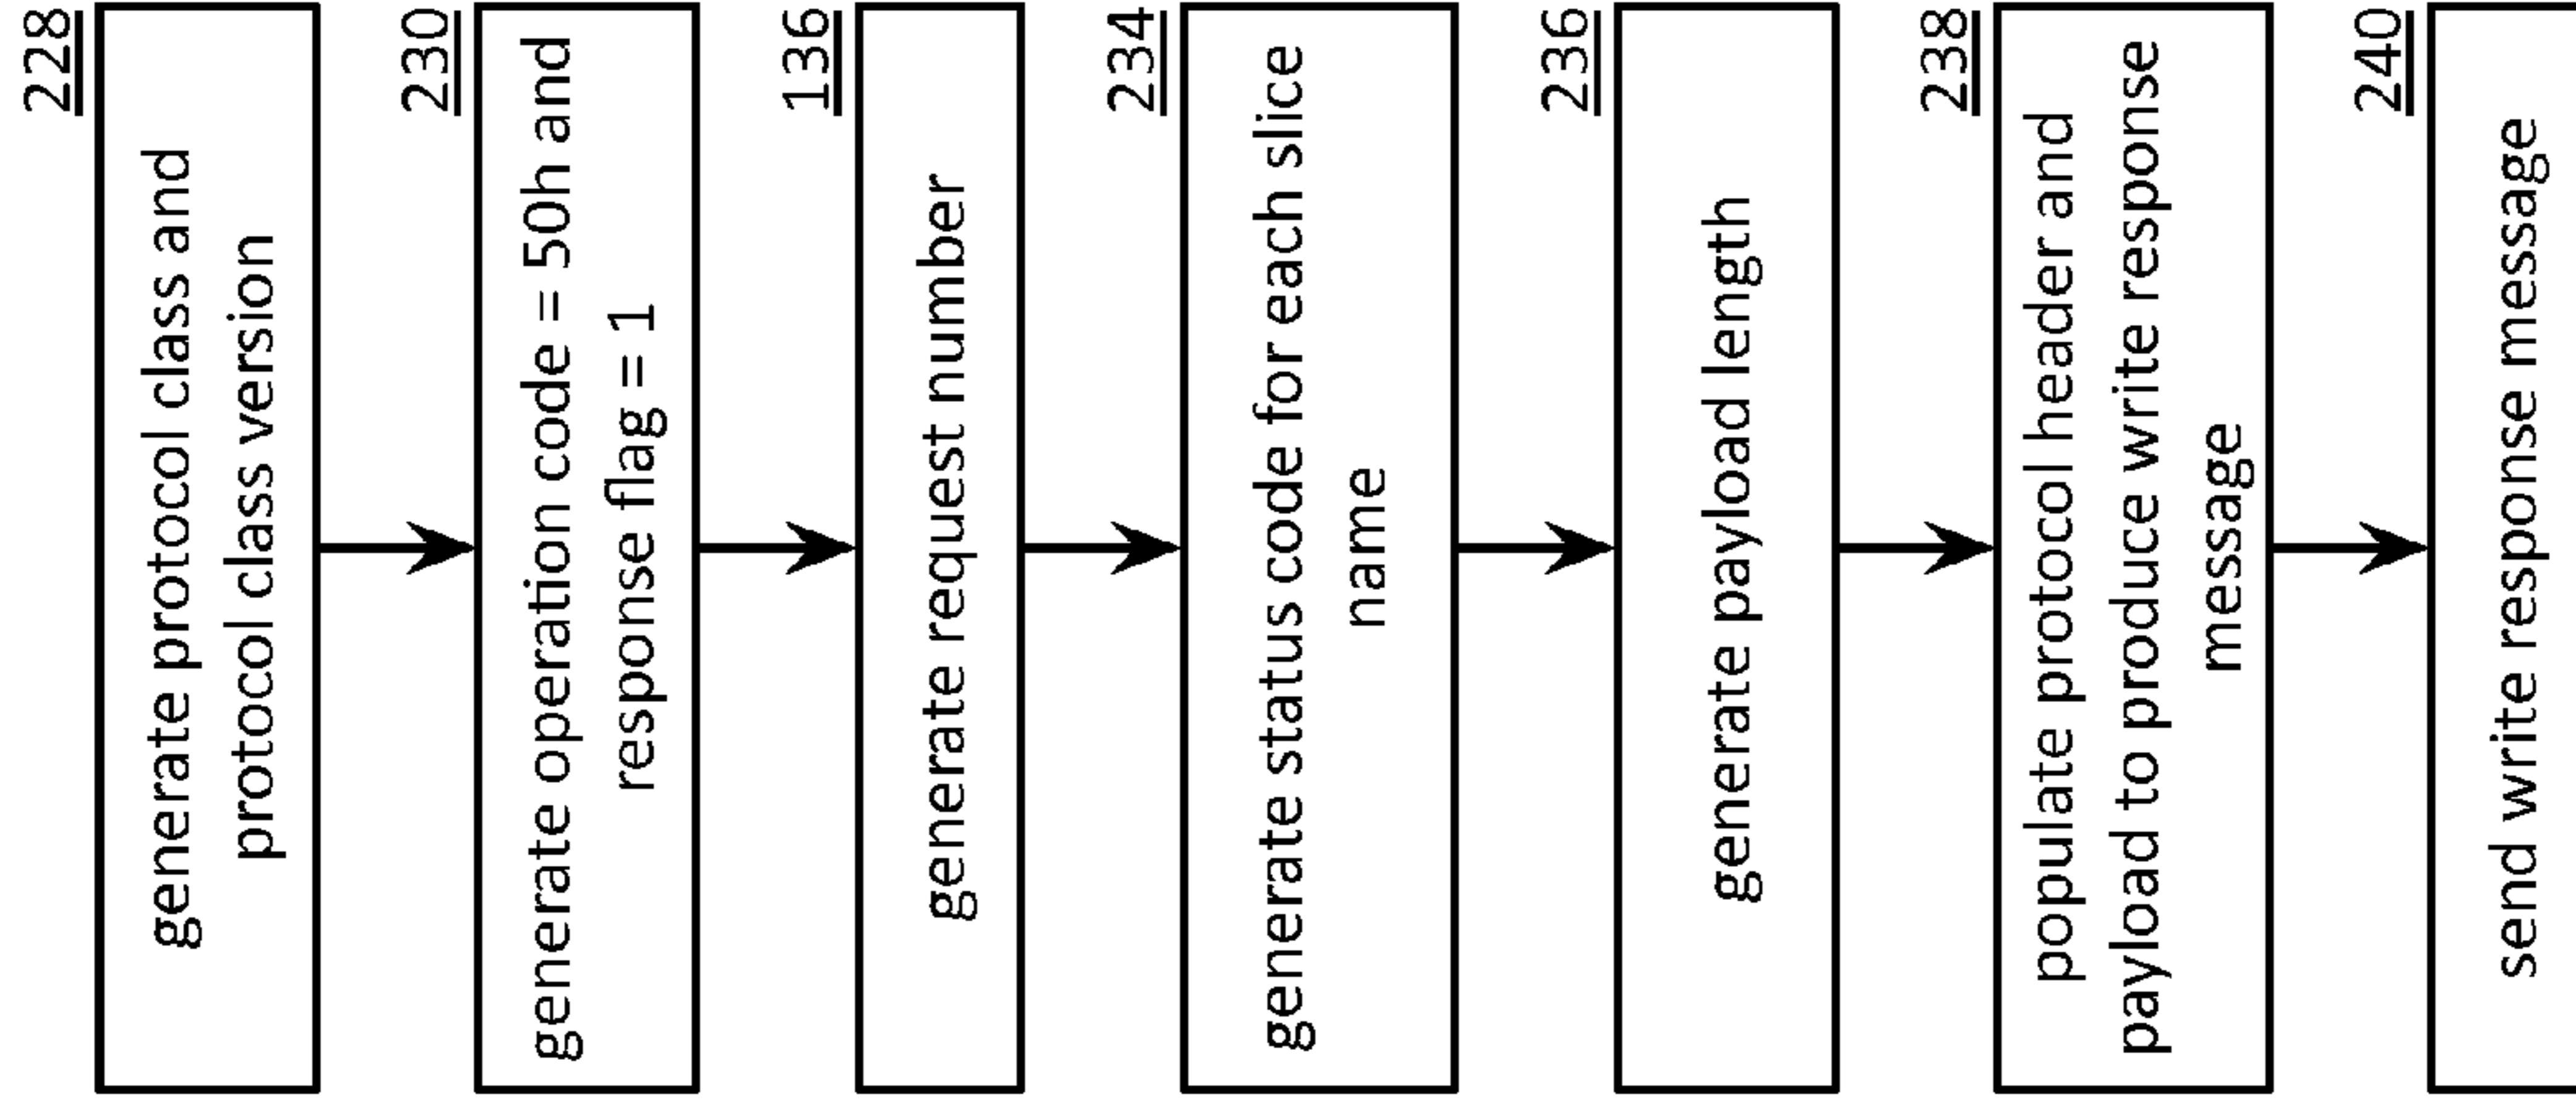 228
generate protocol class and
protocol class version
230
generate operation code = 50h and
response flag = 1
136
generate request number
234
generate status code for each slice
name
236
generate payload length
238
populate protocol header and
payload to produce write response
message
240
send write response message